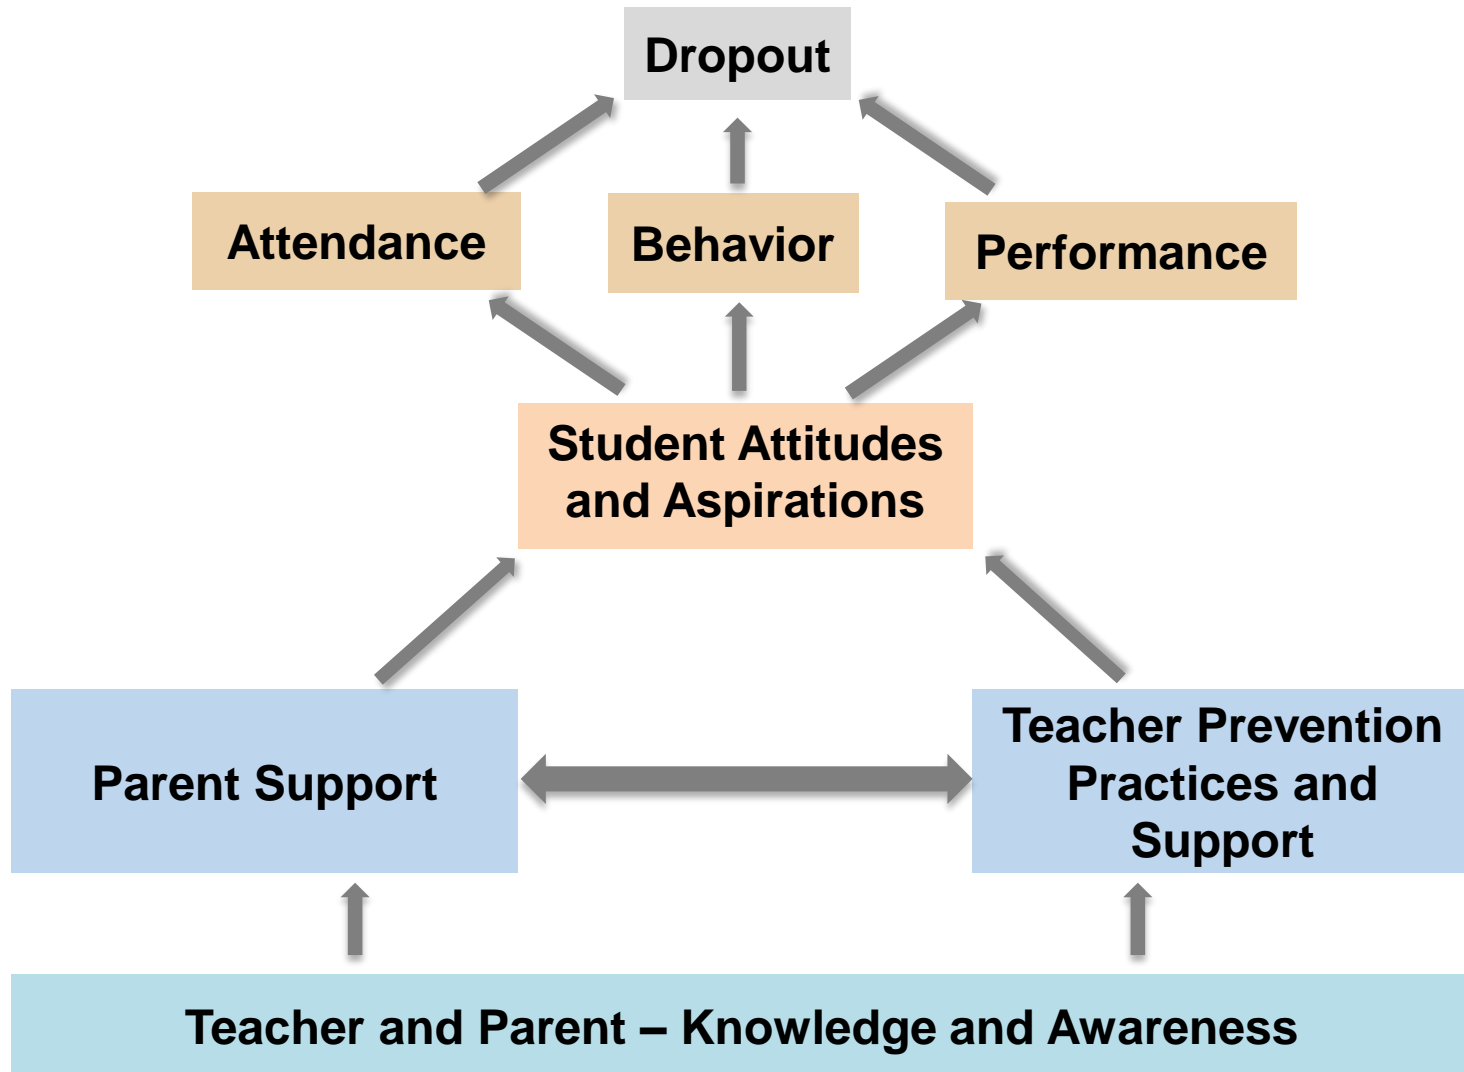 Dropout
Attendance
Behavior
Performance
Student Attitudes
and Aspirations
Parent Support
Teacher Prevention
Practices and
Support
Teacher and Parent – Knowledge and Awareness